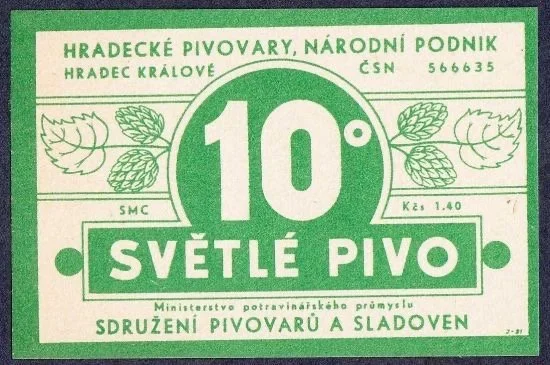 HRADECKÉ PIVOVARY, NÁRODNÍ PODNIK
HRADEC KRÁLOVÉ ČSN 566635
10°
SMC Kčs 1.40
SVĚTLÉ PIVO
Ministerstvo potravinářského průmyslu
SDRUŽENÍ PIVOVARŮ A SLADOVEN